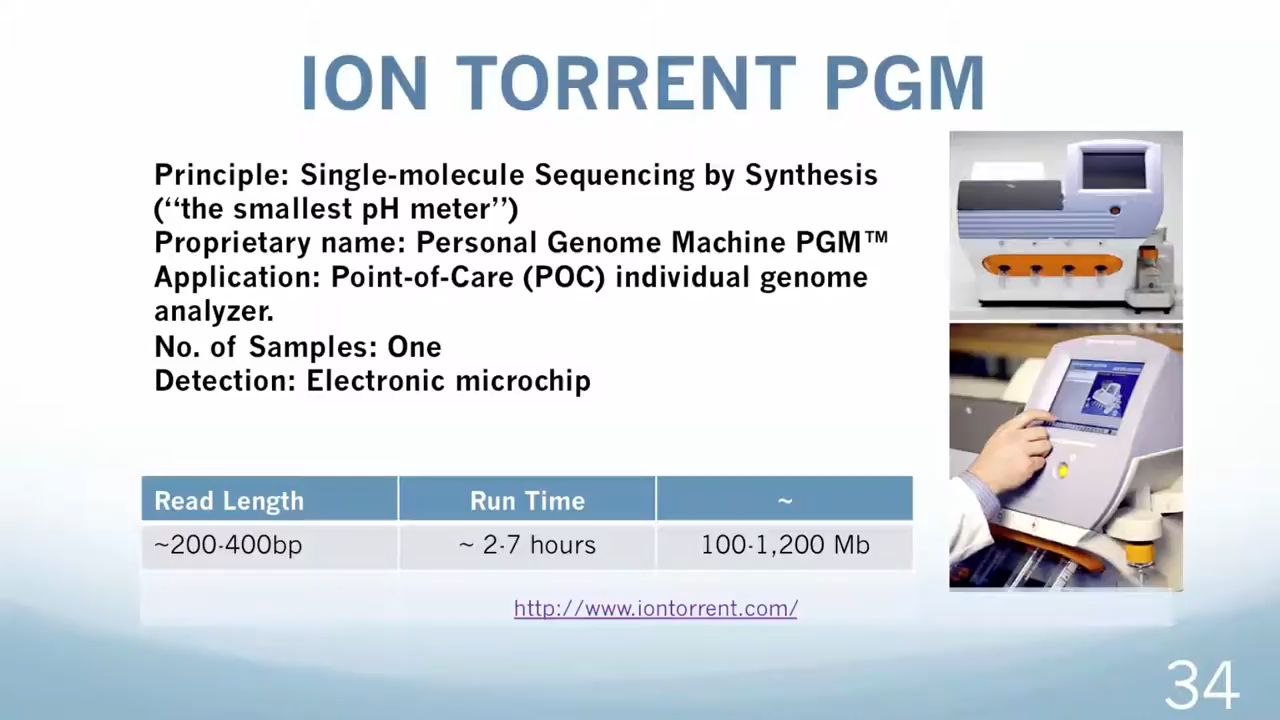 ION TORRENT PGM
Principle: Single-molecule Sequencing by Synthesis
(“the smallest pH meter”)
Proprietary name: Personal Genome Machine PGM™
Application: Point-of-Care (POC) individual genome
analyzer.
No. of Samples: One
Detection: Electronic microchip
Read Length Run Time ~
~200-400bp ~ 2-7 hours 100-1,200 Mb
http://www.iontorrent.com/
34